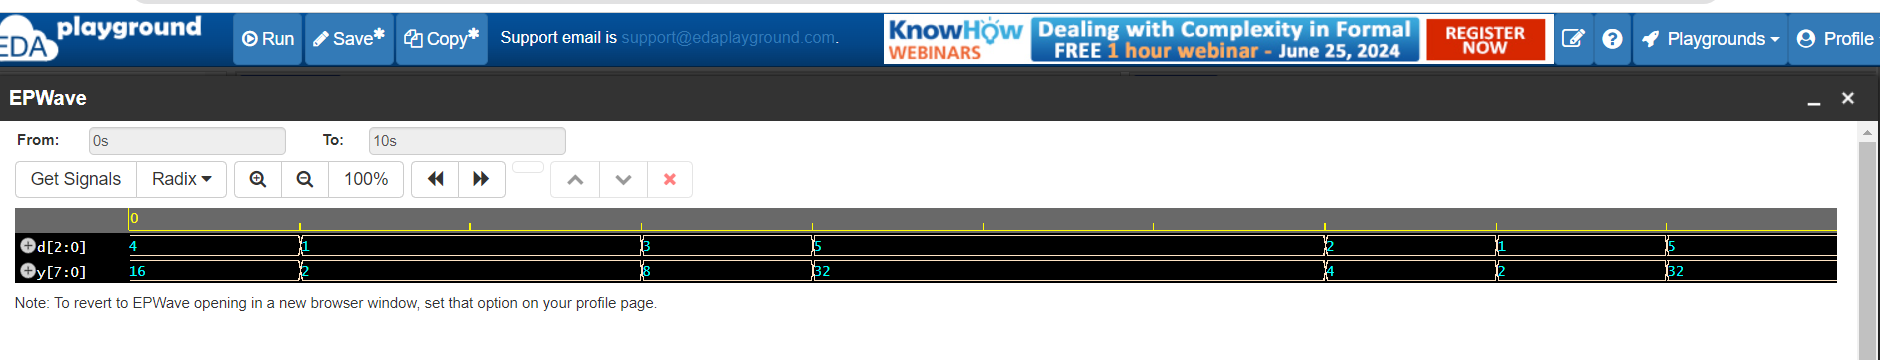 EDA playground Run Save* Copy* Support email is support@edaplayground.com. KnowHow WEBINARS Dealing with Complexity in Formal FREE 1 hour webinar - June 25, 2024 REGISTER NOW Playgrounds Profile
EPWave
From: 0s To: 10s
Get Signals Radix 100%
0
d[2:0] 4 1 3 5 2 1 5
y[7:0] 16 2 8 32 4 2 32
Note: To revert to EPWave opening in a new browser window, set that option on your profile page.